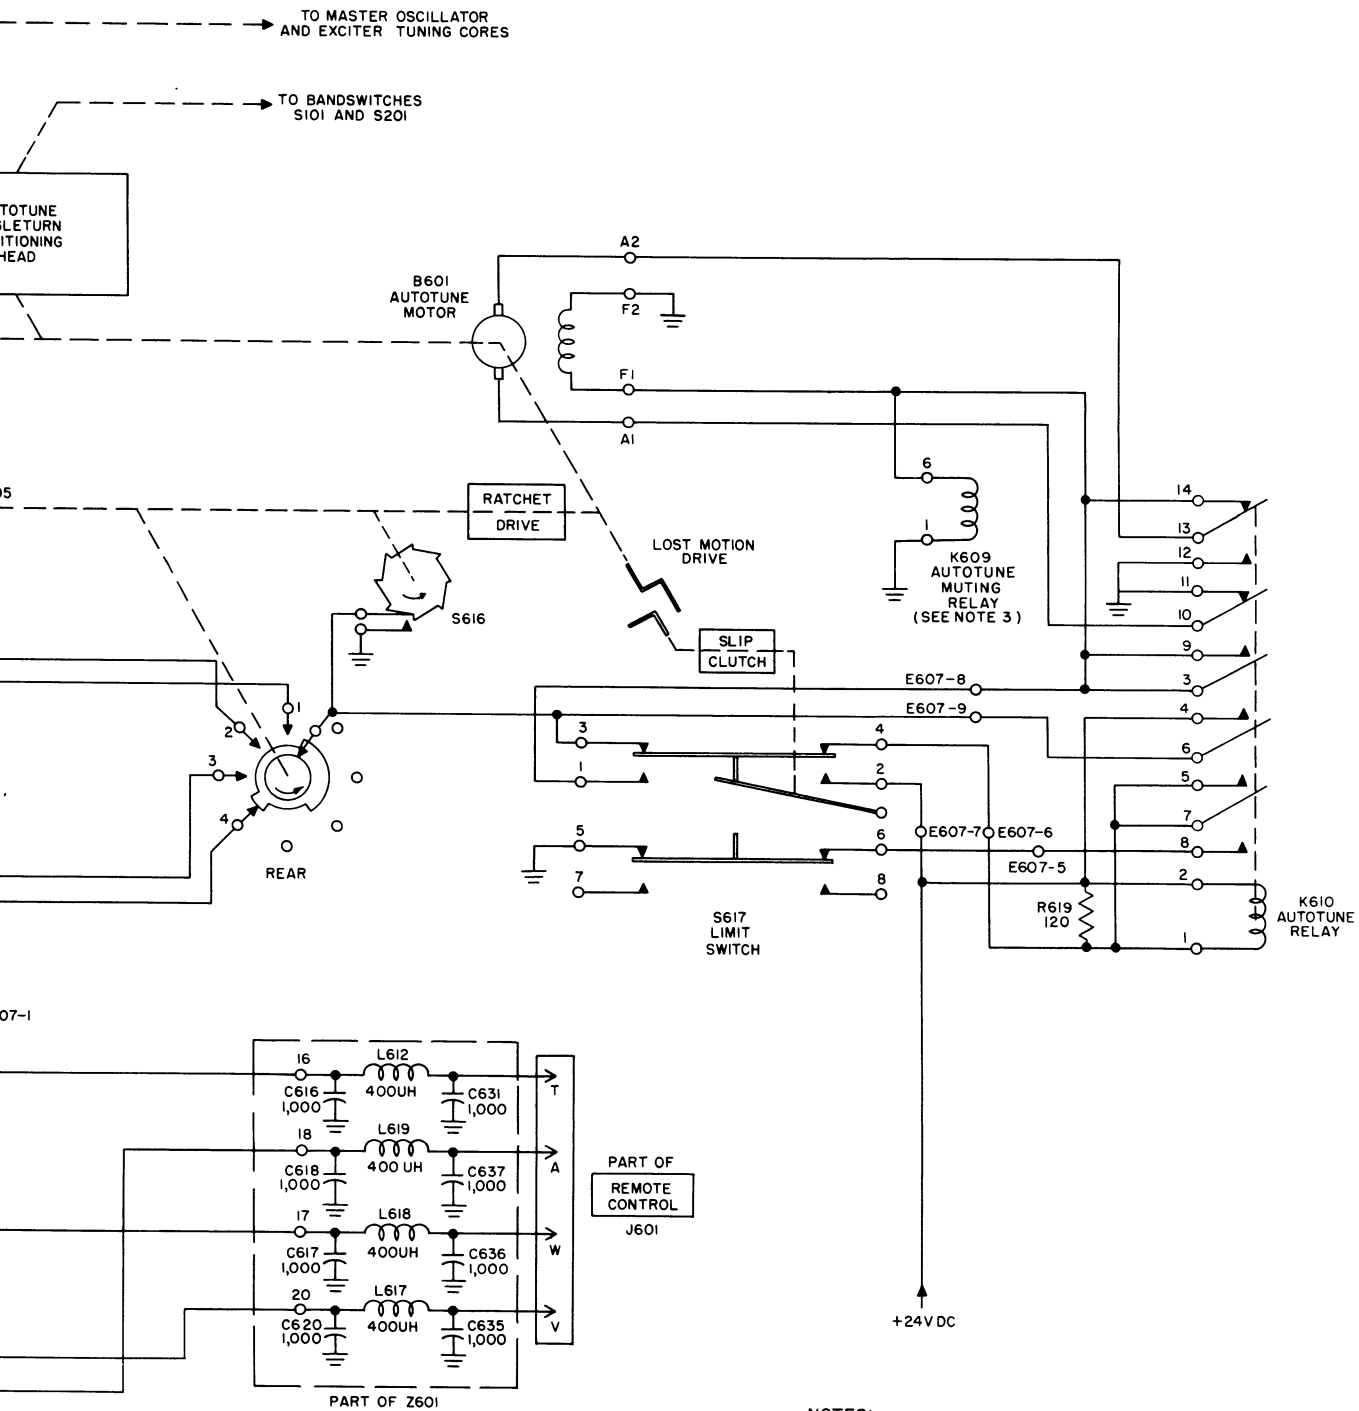 TO MASTER OSCILLATOR
AND EXCITER TUNING CORES
TO BANDSWITCHES
S101 AND S201
TOTUNE
GLETURN
ITIONING
HEAD
B601
AUTOTUNE
MOTOR
A2
F2
F1
A1
6
1
K609
AUTOTUNE
MUTING
RELAY
(SEE NOTE 3)
14
13
12
11
10
9
3
4
6
5
7
8
2
1
K610
AUTOTUNE
RELAY
05
RATCHET
DRIVE
S616
LOST MOTION
DRIVE
SLIP
CLUTCH
E607-8
E607-9
1
2
3
4
REAR
3
1
4
2
E607-7
E607-6
5
6
E607-5
7
8
S617
LIMIT
SWITCH
R619
120
07-1
16
L612
C616
1,000
400UH
C631
1,000
T
18
L619
C618
1,000
400UH
C637
1,000
A
17
L618
C617
1,000
400UH
C636
1,000
W
20
L617
C620
1,000
400UH
C635
1,000
V
PART OF
REMOTE
CONTROL
J601
PART OF Z601
+24V DC